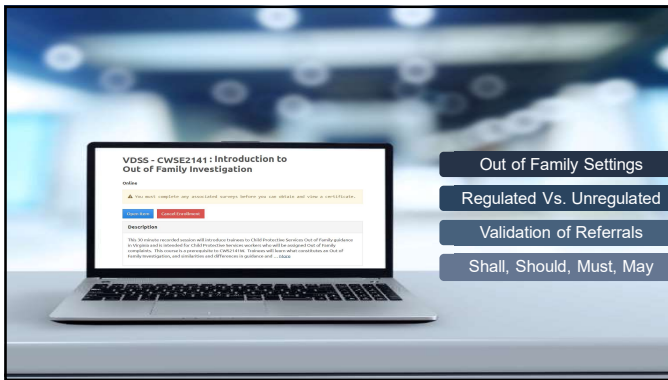 VDSS - CWSE2141 : Introduction to
Out of Family Investigation
Online
You must complete any associated surveys before you can obtain and view a certificate.
Open Item
Cancel Enrollment
Description
This 30 minute recorded session will introduce trainees to Child Protective Services Out of Family guidance
in Virginia and is intended for Child Protective Services workers who will be assigned Out of Family
complaints. This course is a prerequisite to CWS2141
Trainees will learn what constitutes an Out of
Family Investigation, and similarities and differences in guidance and ... more
Out of Family Settings
Regulated Vs. Unregulated
Validation of Referrals
Shall, Should, Must, May